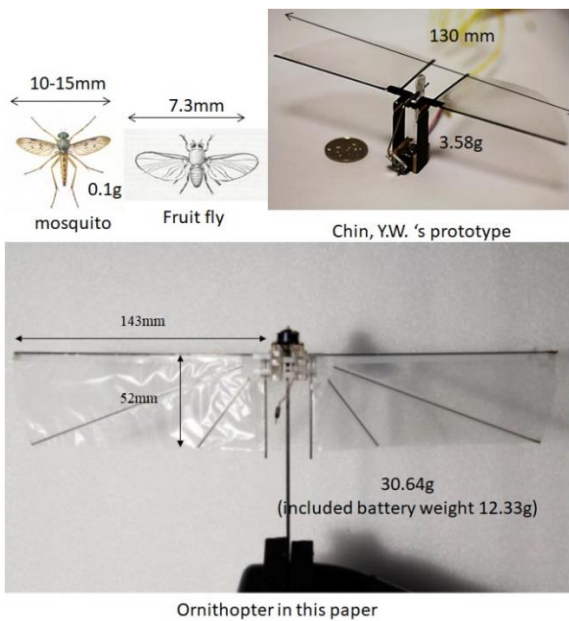 10-15mm
7.3mm
130 mm
3.58g
0.1g
mosquito
Fruit fly
Chin, Y.W. ‘s prototype
143mm
52mm
30.64g
(included battery weight 12.33g)
Ornithopter in this paper